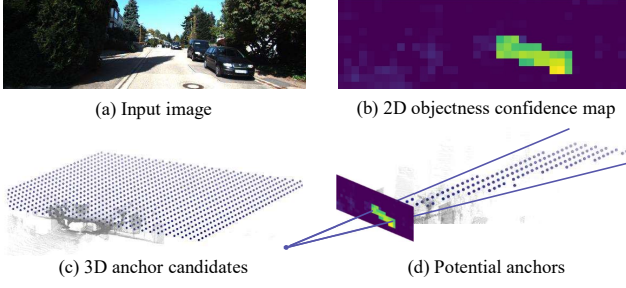 (a) Input image
(b) 2D objectness confidence map
(c) 3D anchor candidates
(d) Potential anchors